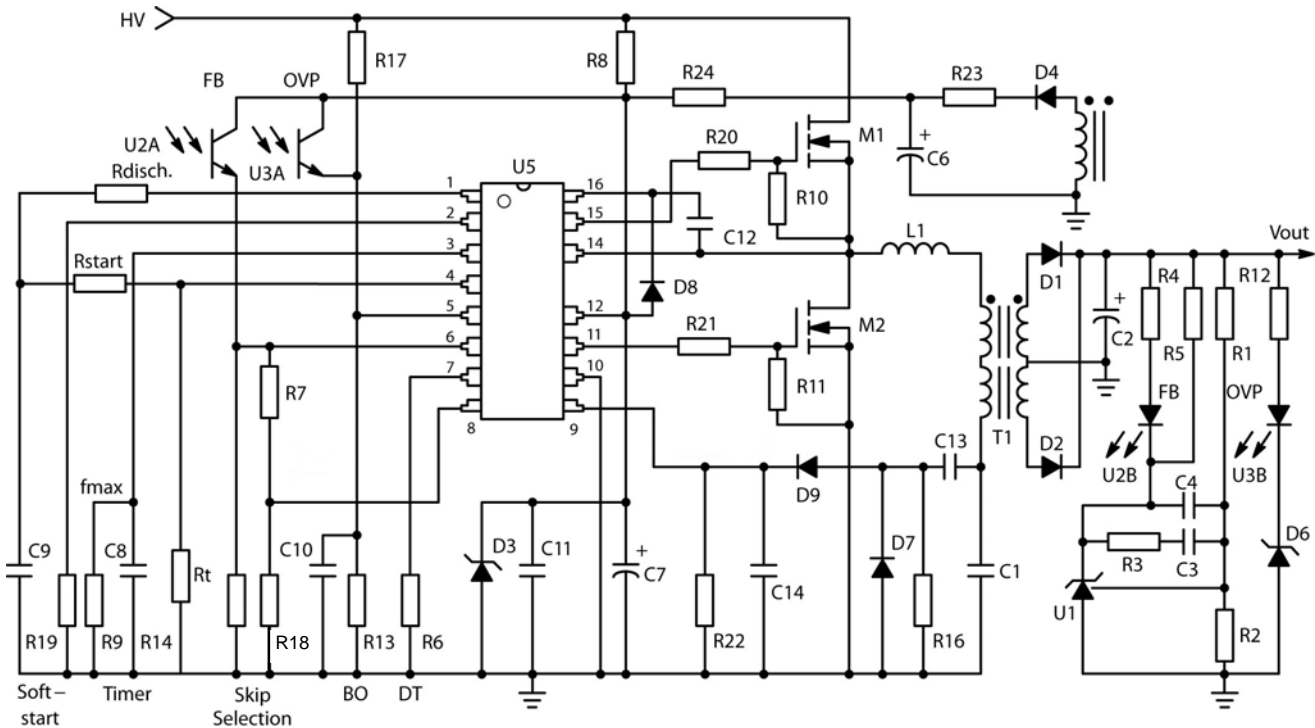 HV
R17
R8
FB
OVP
R24
R23
D4
U2A
U3A
Rdisch.
U5
R20
M1
+
C6
R10
1
2
3
4
5
6
7
8
16
15
14
12
11
10
9
C12
L1
Vout
Rstart
D8
D1
R4
R12
M2
+
C2
R5
R1
R21
R7
R11
FB
OVP
T1
C13
D2
U2B
U3B
fmax
D9
C4
C9
C8
Rt
C10
D3
C11
+
C7
C14
D7
C1
R3
C3
D6
U1
R19
R9
R14
R18
R13
R6
R22
R16
R2
Soft–
start
Timer
Skip
Selection
BO
DT